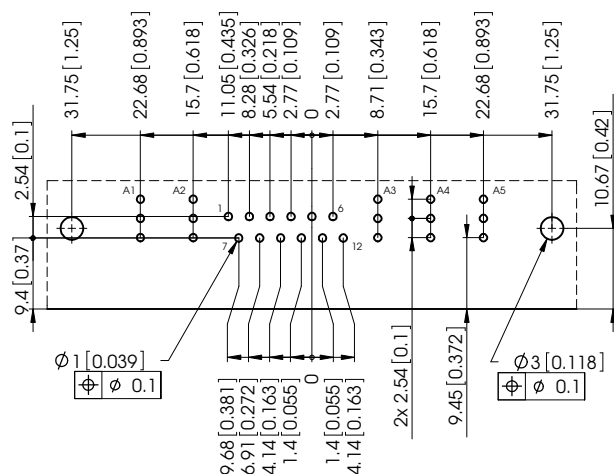 31.75 [1.25]
22.68 [0.893]
15.7 [0.618]
11.05 [0.435]
8.28 [0.326]
5.54 [0.218]
2.77 [0.109]
0
2.77 [0.109]
8.71 [0.343]
15.7 [0.618]
22.68 [0.893]
31.75 [1.25]
2.54 [0.1]
9.4 [0.37
10.67 [0.42]
A1
A2
A3
A4
A5
1
6
7
12
Ø1 [0.039]
⌖ Ø 0.1
Ø3 [0.118]
⌖ Ø 0.1
2x 2.54 [0.1]
9.45 [0.372]
9.68 [0.381]
6.91 [0.272]
4.14 [0.163]
1.4 [0.055]
0
1.4 [0.055]
4.14 [0.163]